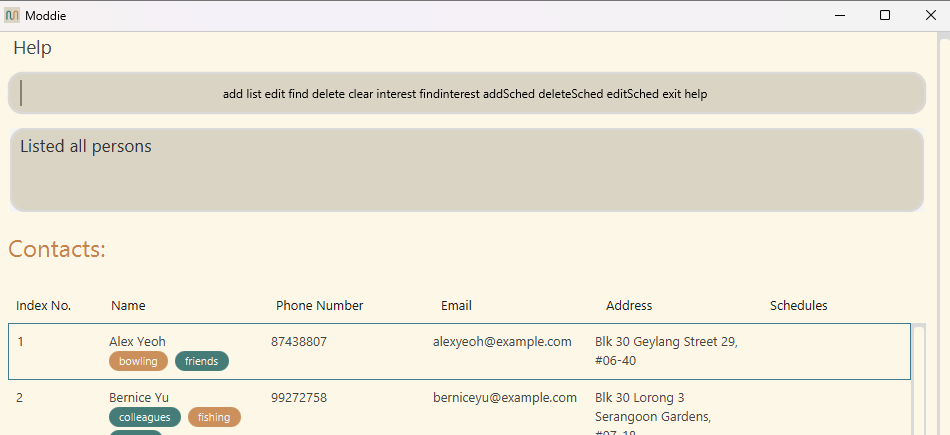 Moddie
Help
add list edit find delete clear interest findinterest addSched deleteSched editSched exit help
Listed all persons
Contacts:
Index No. Name Phone Number Email Address Schedules
1 Alex Yeoh 87438807 alexyeoh@example.com Blk 30 Geylang Street 29,
bowling friends #06-40
2 Bernice Yu 99272758 berniceyu@example.com Blk 30 Lorong 3
colleagues fishing Serangoon Gardens,
#07-18